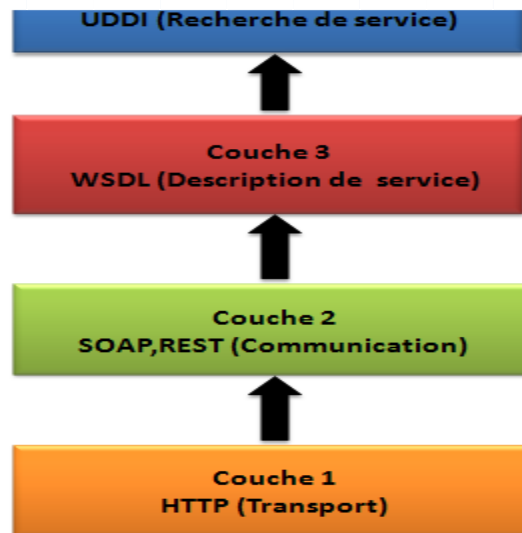 UDDI (Recherche de service)
Couche 3
WSDL (Description de service)
Couche 2
SOAP,REST (Communication)
Couche 1
HTTP (Transport)